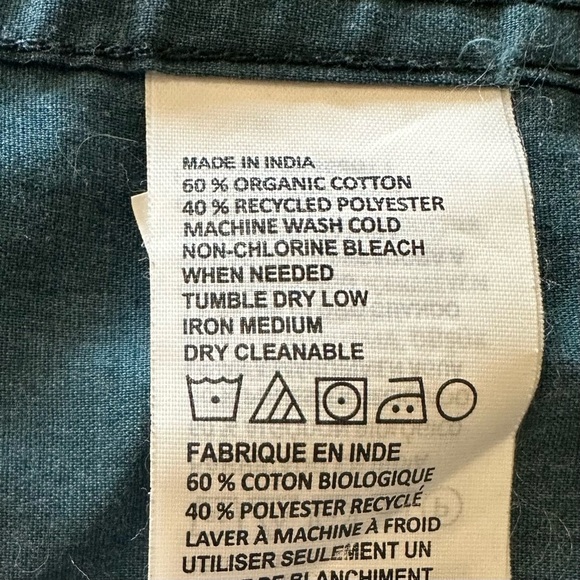 MADE IN INDIA
60 % ORGANIC COTTON
40 % RECYCLED POLYESTER
MACHINE WASH COLD
NON-CHLORINE BLEACH
WHEN NEEDED
TUMBLE DRY LOW
IRON MEDIUM
DRY CLEANABLE
FABRIQUE EN INDE
60 % COTON BIOLOGIQUE
40 % POLYESTER RECYCLÉ
LAVER À MACHINE À FROID
UTILISER SEULEMENT UN
DE BLANCHIMENT